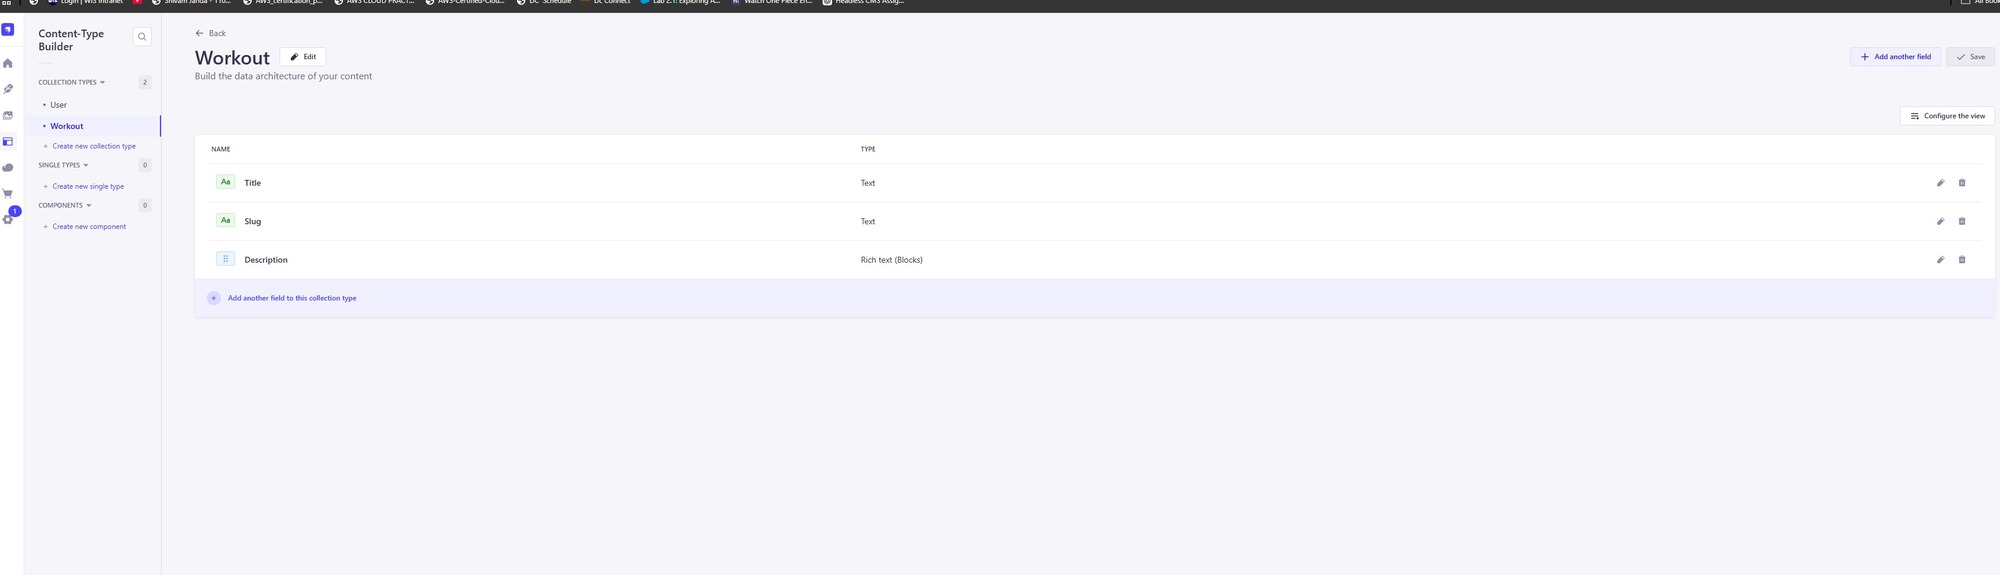 Login | WIS Intranet
Shivam Janda - T10...
AWS_certification_p...
AWS CLOUD PRACT...
AWS-Certified-Clou...
DC Schedule
DC Connect
Lab 2.1: Exploring A...
Watch One Piece En...
Headless CMS Assig...
All Book
Content-Type
Builder
COLLECTION TYPES
2
User
Workout
+ Create new collection type
SINGLE TYPES
0
+ Create new single type
COMPONENTS
0
+ Create new component
1
Back
Workout
Edit
Build the data architecture of your content
+ Add another field
Save
Configure the view
NAME TYPE
Aa Title Text
Aa Slug Text
Description Rich text (Blocks)
+ Add another field to this collection type